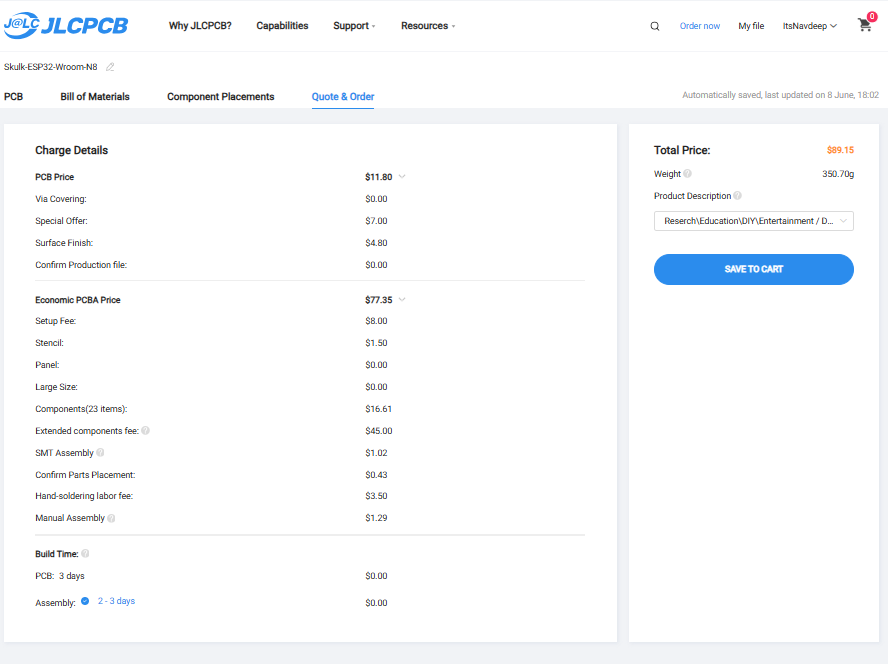 J@LC JLCPCB Why JLCPCB? Capabilities Support Resources Order now My file ItsNavdeep 0
Skulk-ESP32-Wroom-N8
PCB Bill of Materials Component Placements Quote & Order Automatically saved, last updated on 8 June, 18:02
Charge Details
PCB Price $11.80
Via Covering: $0.00
Special Offer: $7.00
Surface Finish: $4.80
Confirm Production file: $0.00
Economic PCBA Price $77.35
Setup Fee: $8.00
Stencil: $1.50
Panel: $0.00
Large Size: $0.00
Components(23 items): $16.61
Extended components fee: ? $45.00
SMT Assembly ? $1.02
Confirm Parts Placement: $0.43
Hand-soldering labor fee: $3.50
Manual Assembly ? $1.29
Build Time: ?
PCB: 3 days $0.00
Assembly: 2 - 3 days $0.00
Total Price: $89.15
Weight ? 350.70g
Product Description ?
Reserch\Education\DIY\Entertainment / D...
SAVE TO CART